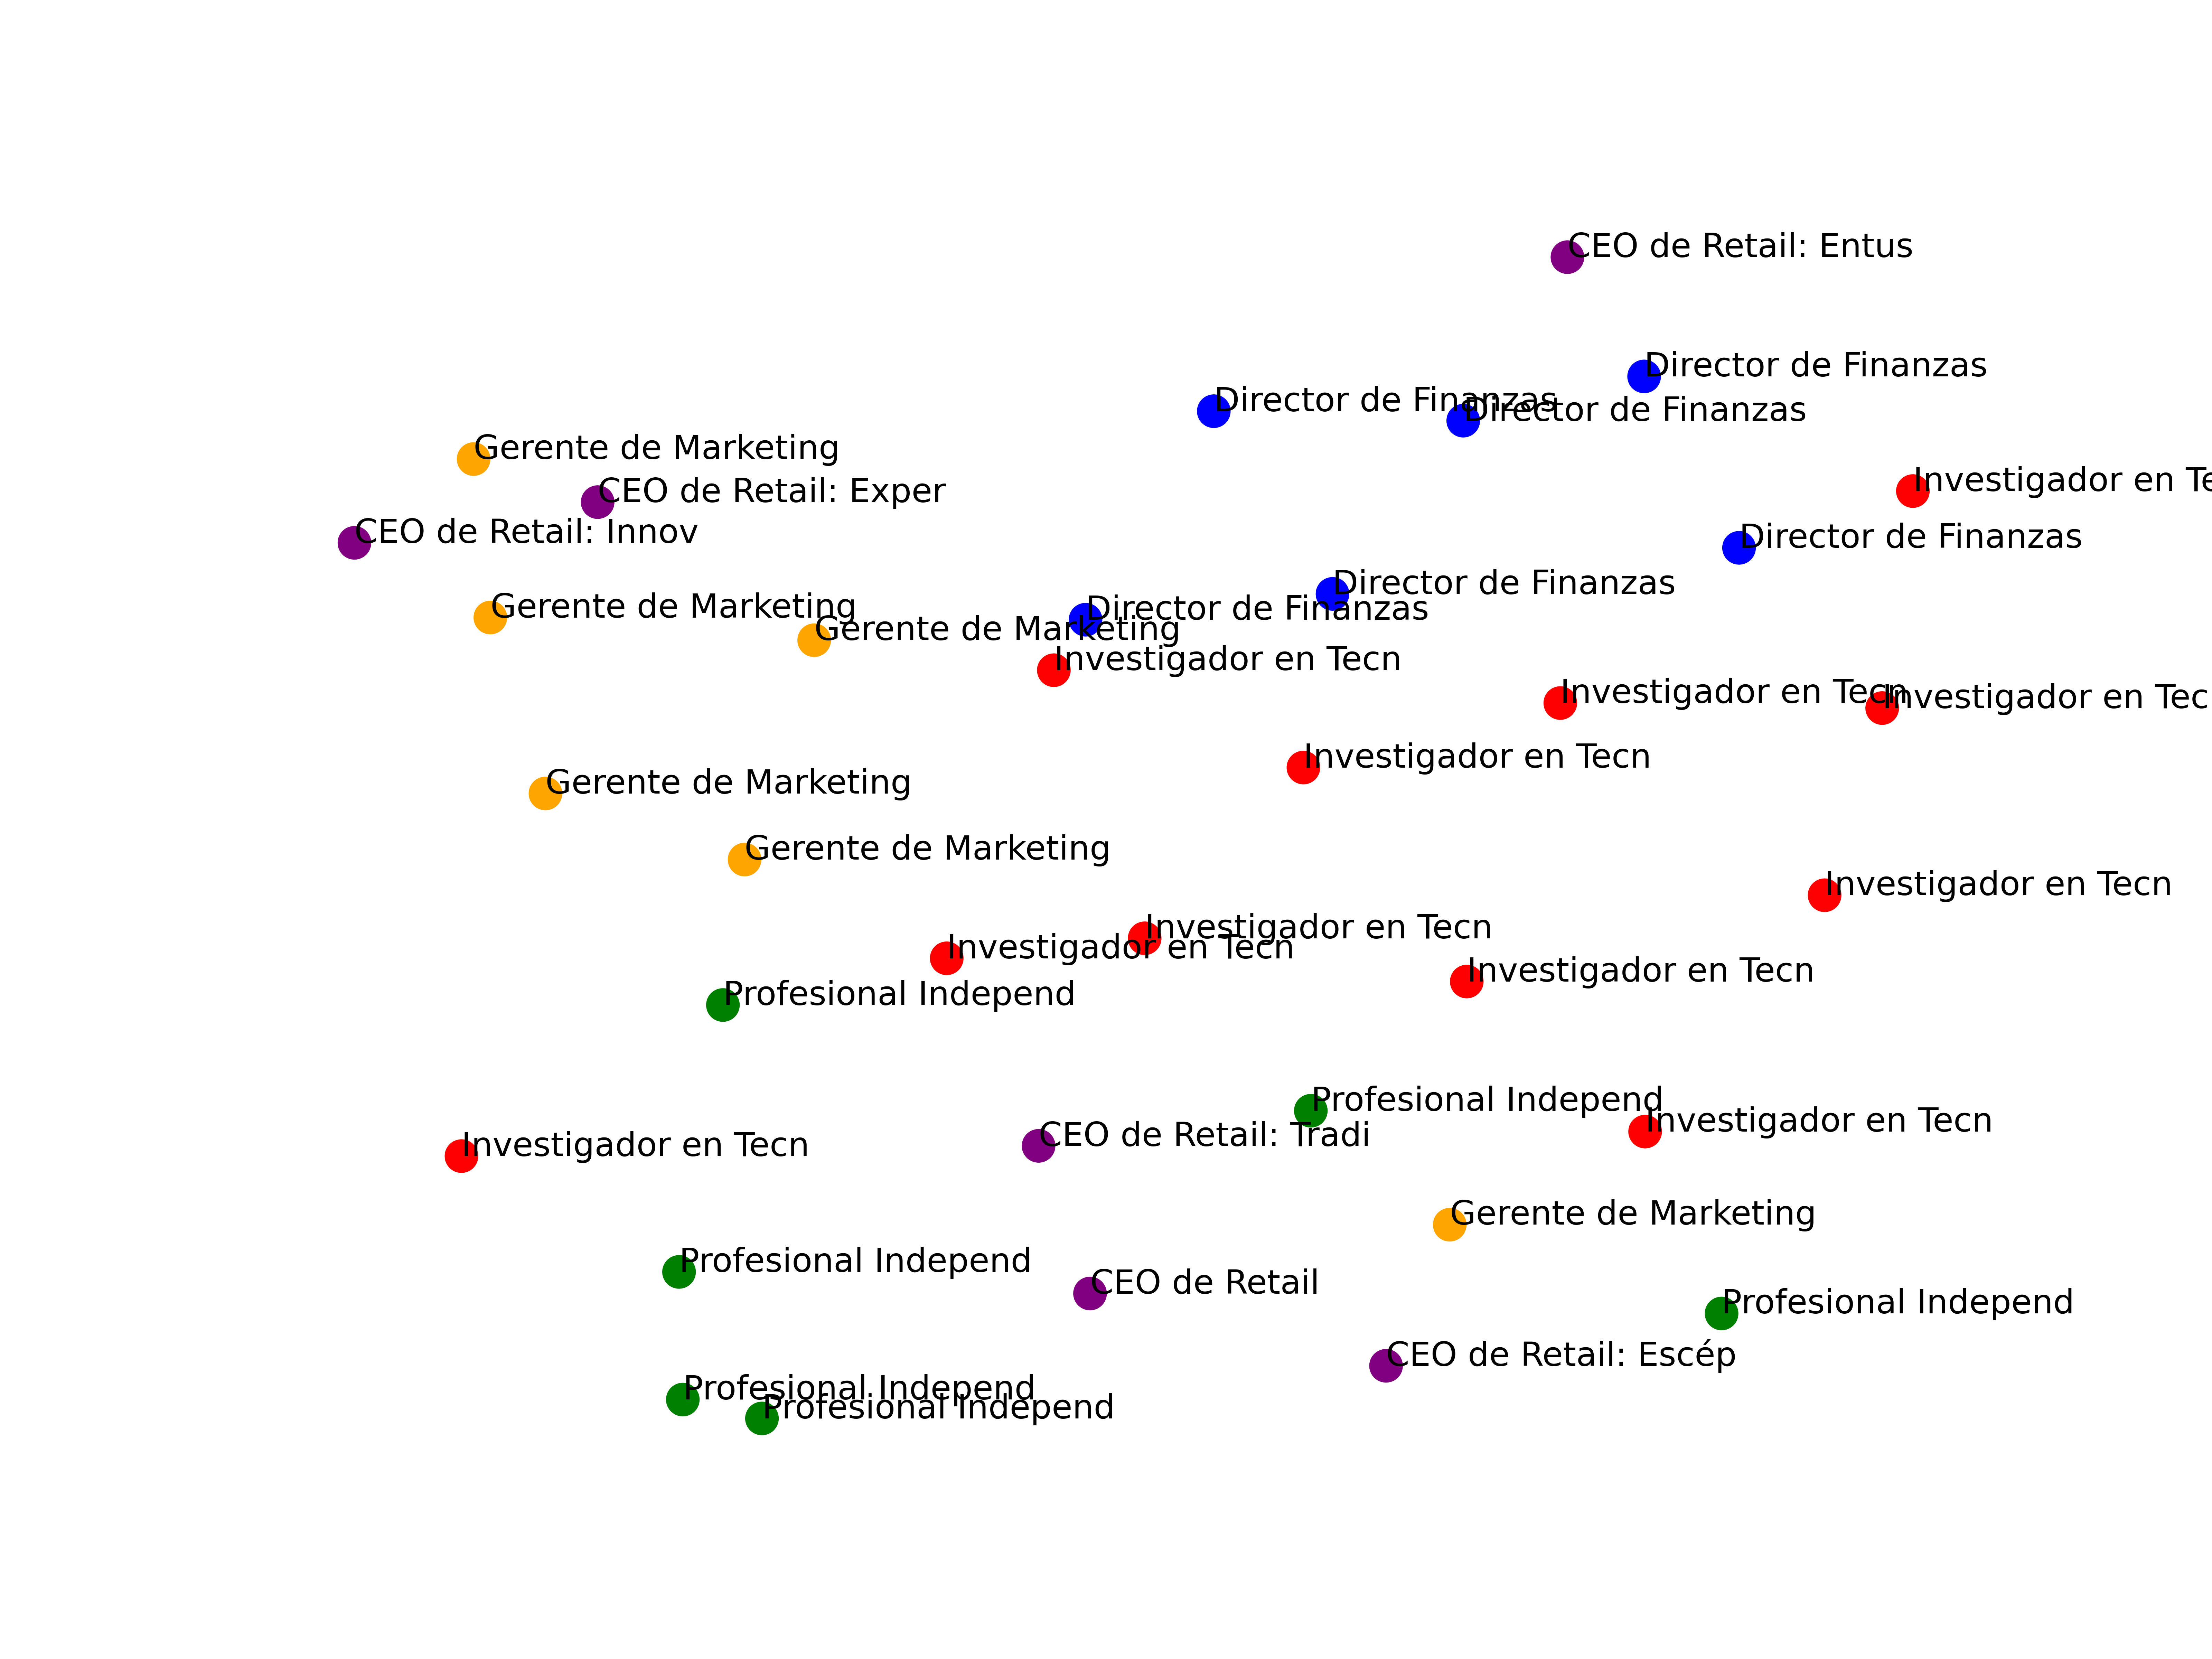 CEO de Retail: Entus
Director de Finanzas
Director de Finanzas
Director de Finanzas
Gerente de Marketing
Investigador en Te
CEO de Retail: Exper
CEO de Retail: Innov
Director de Finanzas
Director de Finanzas
Gerente de Marketing
Director de Finanzas
Gerente de Marketing
Investigador en Tecn
Investigador en Tecn
Investigador en Tec
Investigador en Tecn
Gerente de Marketing
Gerente de Marketing
Investigador en Tecn
Investigador en Tecn
Investigador en Tecn
Investigador en Tecn
Profesional Independ
Profesional Independ
Investigador en Tecn
CEO de Retail: Tradi
Investigador en Tecn
Gerente de Marketing
Profesional Independ
CEO de Retail
Profesional Independ
CEO de Retail: Escép
Profesional Independ
Profesional Independ